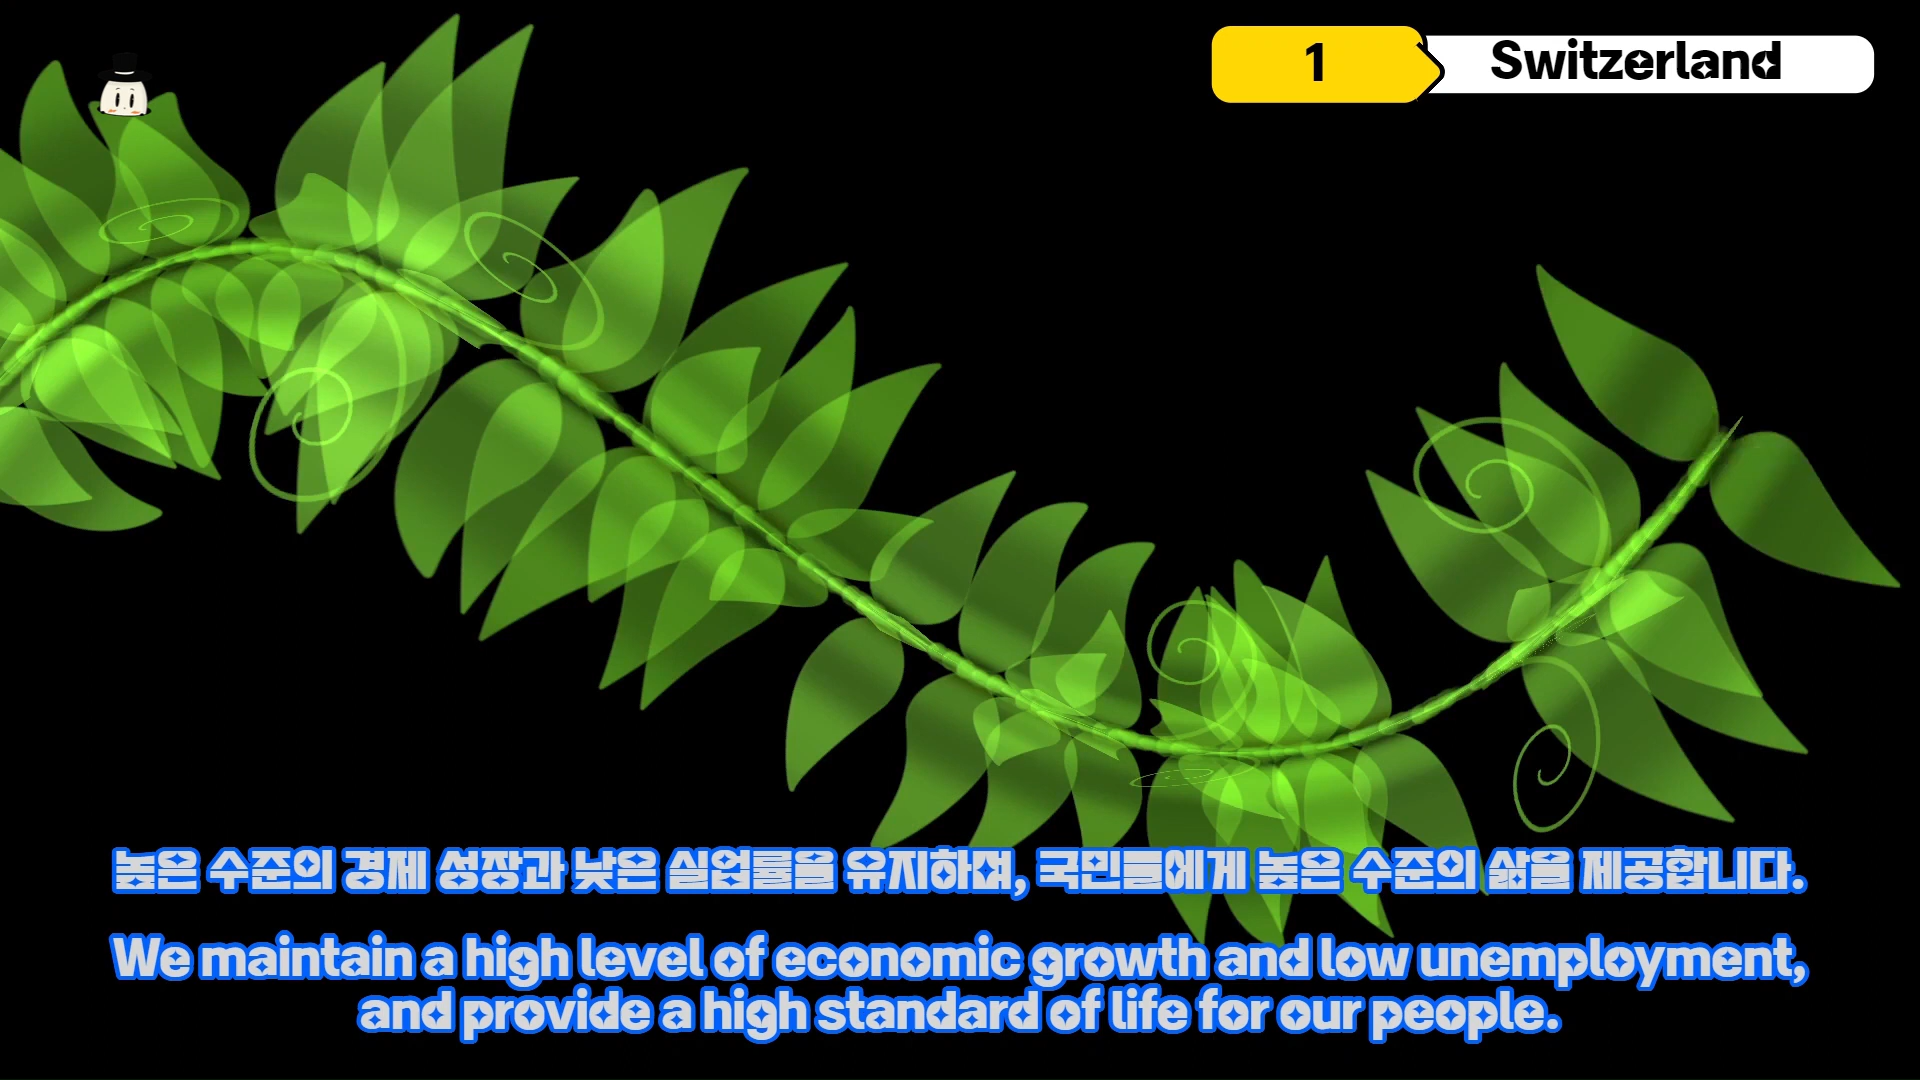 1
Switzerland
높은 수준의 경제 성장과 낮은 실업률을 유지하며, 국민들에게 높은 수준의 삶을 제공합니다.
We maintain a high level of economic growth and low unemployment,
and provide a high standard of life for our people.